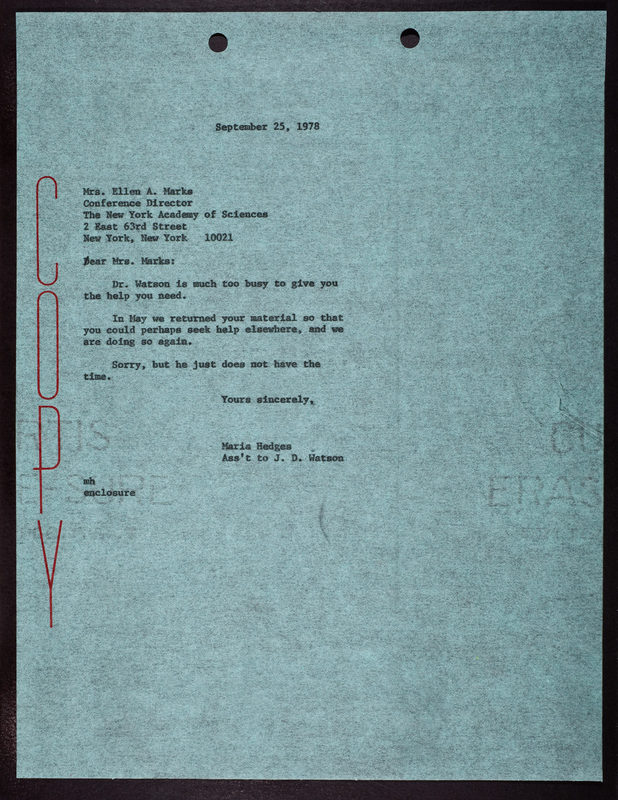 September 25, 1978
Mrs. Ellen A. Marks
Conference Director
The New York Academy of Sciences
2 East 63rd Street
New York, New York 10021
Dear Mrs. Marks:
Dr. Watson is much too busy to give you
the help you need.
In May we returned your material so that
you could perhaps seek help elsewhere, and we
are doing so again.
Sorry, but he just does not have the
time.
Yours sincerely,
Maria Hedges
Ass't to J. D. Watson
mh
enclosure
COPY